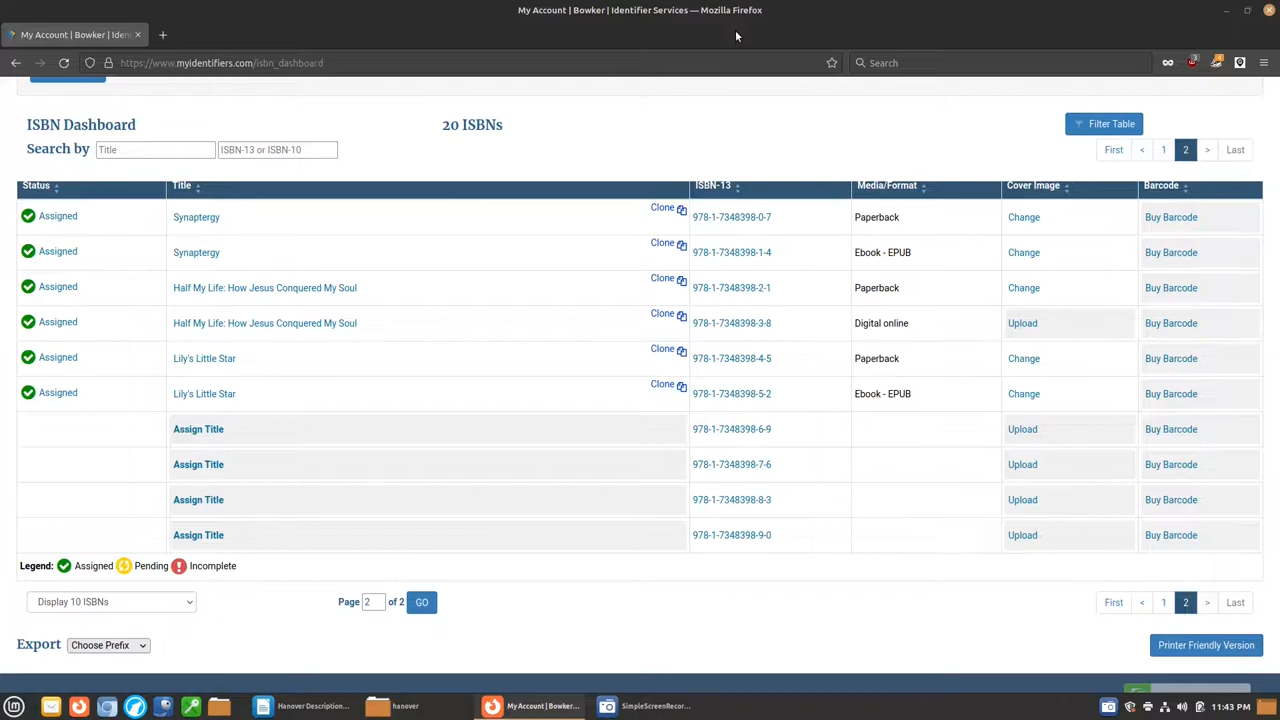 My Account | Bowker | Identifier Services — Mozilla Firefox
My Account | Bowker | Iden
https://www.myidentifiers.com/isbn_dashboard
Search
ISBN Dashboard
20 ISBNs
Filter Table
Search by
Title
ISBN-13 or ISBN-10
First < 1 2 > Last
Status Title ISBN-13 Media/Format Cover Image Barcode
Assigned Synaptergy Clone 978-1-7348398-0-7 Paperback Change Buy Barcode
Assigned Synaptergy Clone 978-1-7348398-1-4 Ebook - EPUB Change Buy Barcode
Assigned Half My Life: How Jesus Conquered My Soul Clone 978-1-7348398-2-1 Paperback Change Buy Barcode
Assigned Half My Life: How Jesus Conquered My Soul Clone 978-1-7348398-3-8 Digital online Upload Buy Barcode
Assigned Lily's Little Star Clone 978-1-7348398-4-5 Paperback Change Buy Barcode
Assigned Lily's Little Star Clone 978-1-7348398-5-2 Ebook - EPUB Change Buy Barcode
Assign Title 978-1-7348398-6-9 Upload Buy Barcode
Assign Title 978-1-7348398-7-6 Upload Buy Barcode
Assign Title 978-1-7348398-8-3 Upload Buy Barcode
Assign Title 978-1-7348398-9-0 Upload Buy Barcode
Legend: Assigned Pending Incomplete
Display 10 ISBNs
Page 2 of 2 GO
First < 1 2 > Last
Export Choose Prefix
Printer Friendly Version
Hanover Description...
hanover
My Account | Bowker...
SimpleScreenRecor...
11:43 PM